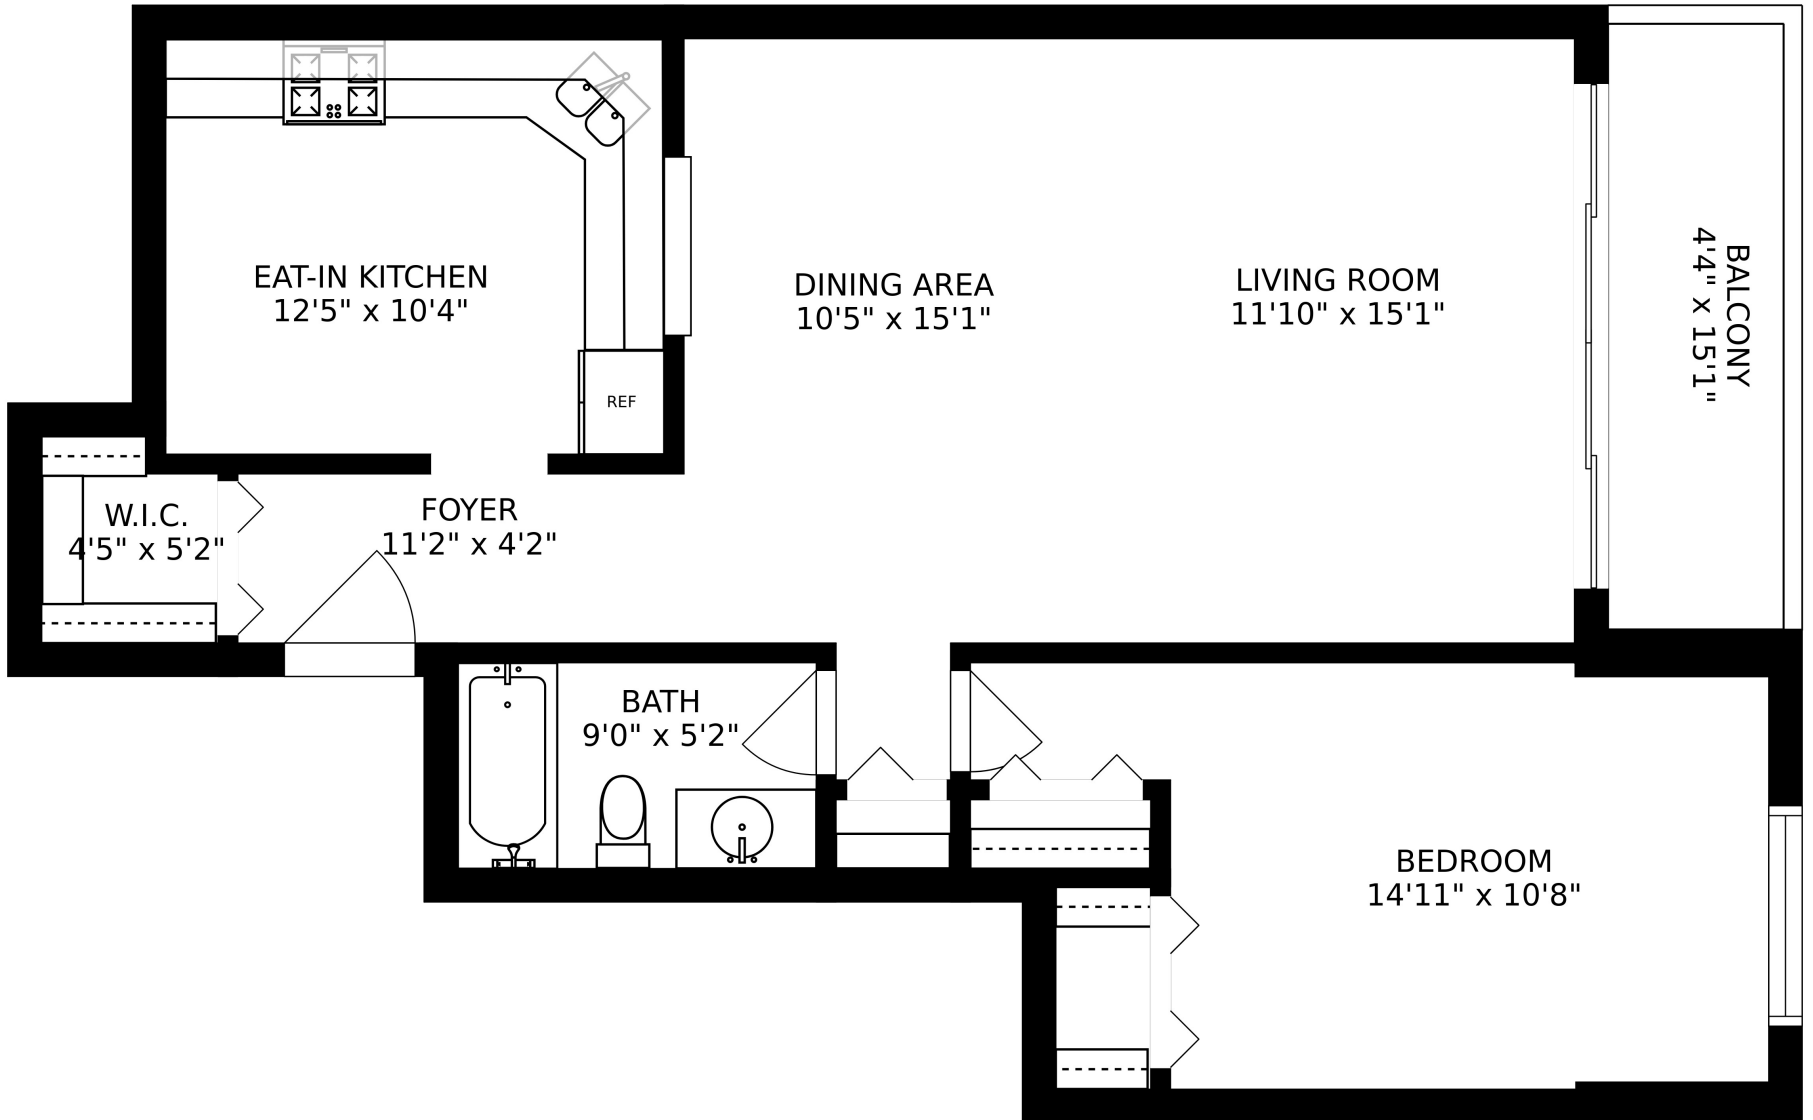 EAT-IN KITCHEN
12'5" x 10'4"
DINING AREA
10'5" x 15'1"
LIVING ROOM
11'10" x 15'1"
BALCONY
4'4" x 15'1"
REF
W.I.C.
4'5" x 5'2"
FOYER
11'2" x 4'2"
BATH
9'0" x 5'2"
BEDROOM
14'11" x 10'8"